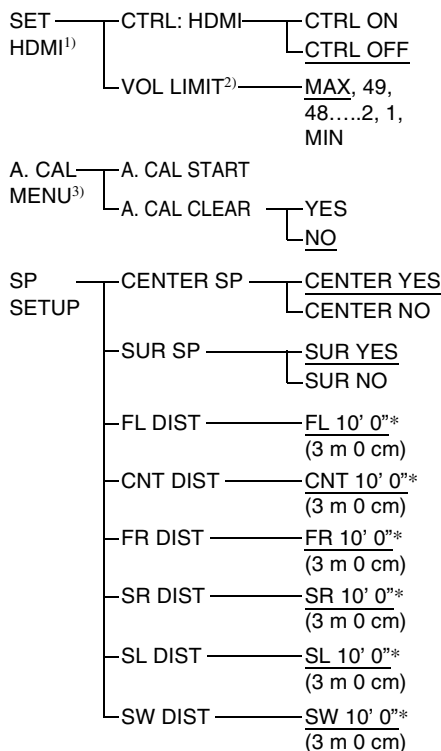 SET HDMI1) CTRL: HDMI CTRL ON
CTRL OFF
VOL LIMIT2) MAX, 49,
48.....2, 1,
MIN
A. CAL MENU3) A. CAL START
A. CAL CLEAR YES
NO
SP SETUP CENTER SP CENTER YES
CENTER NO
SUR SP SUR YES
SUR NO
FL DIST FL 10' 0"*
(3 m 0 cm)
CNT DIST CNT 10' 0"*
(3 m 0 cm)
FR DIST FR 10' 0"*
(3 m 0 cm)
SR DIST SR 10' 0"*
(3 m 0 cm)
SL DIST SL 10' 0"*
(3 m 0 cm)
SW DIST SW 10' 0"*
(3 m 0 cm)